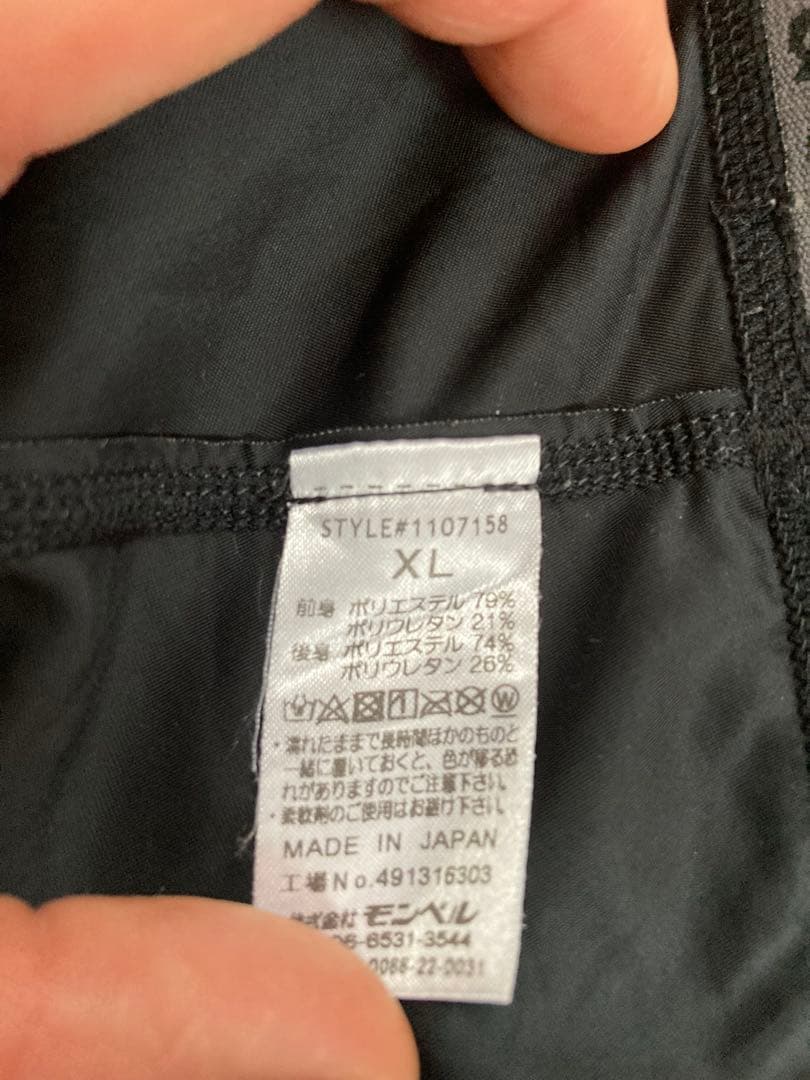 STYLE#1107158
XL
前身 ポリエステル 79%
ポリウレタン 21%
後身 ポリエステル 74%
ポリウレタン 26%
W
・濡れたままで長時間ほかのものと
一緒に置いておくと、色が移る恐
れがありますのでご注意下さい。
・柔軟剤のご使用はお避け下さい。
MADE IN JAPAN
工場No.491316303
株式会社 モンベル
06-6531-3544
0088-22-0031